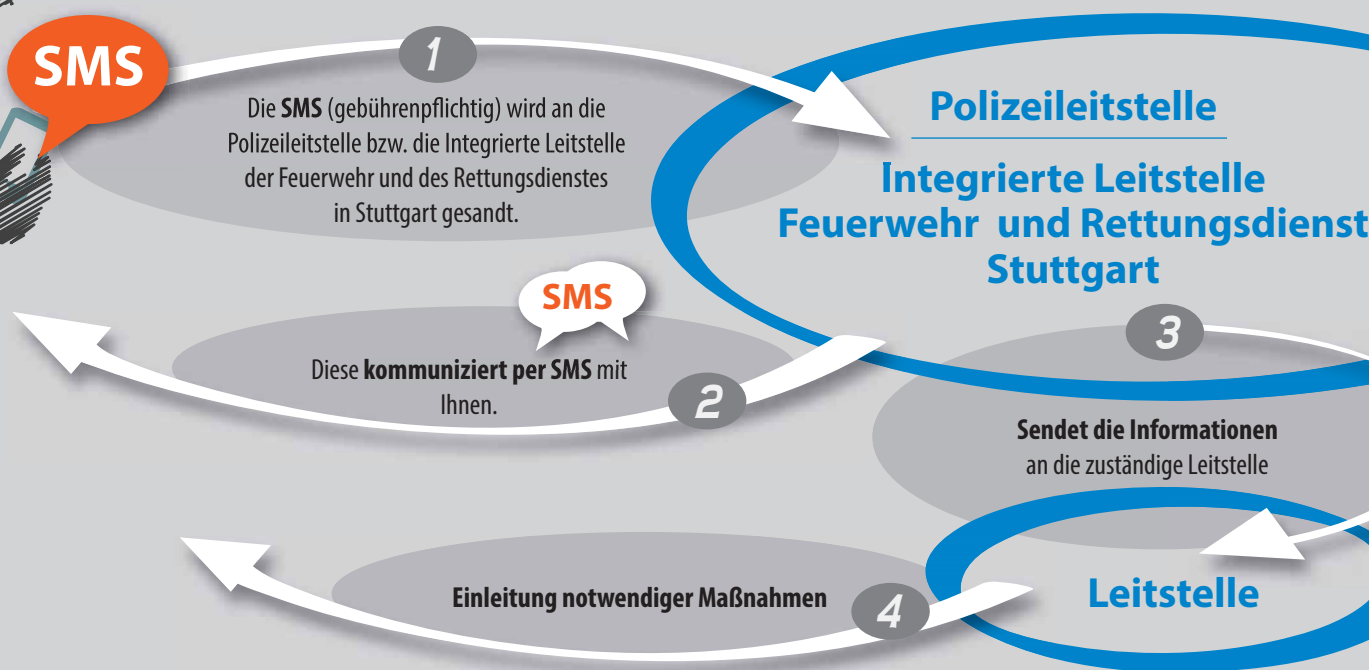 SMS
1
Die SMS (gebührenpflichtig) wird an die
Polizeileitstelle bzw. die Integrierte Leitstelle
der Feuerwehr und des Rettungsdienstes
in Stuttgart gesandt.
Polizeileitstelle
Integrierte Leitstelle
Feuerwehr und Rettungsdienst
Stuttgart
SMS
Diese kommuniziert per SMS mit
Ihnen.
2
3
Sendet die Informationen
an die zuständige Leitstelle
Einleitung notwendiger Maßnahmen
4
Leitstelle